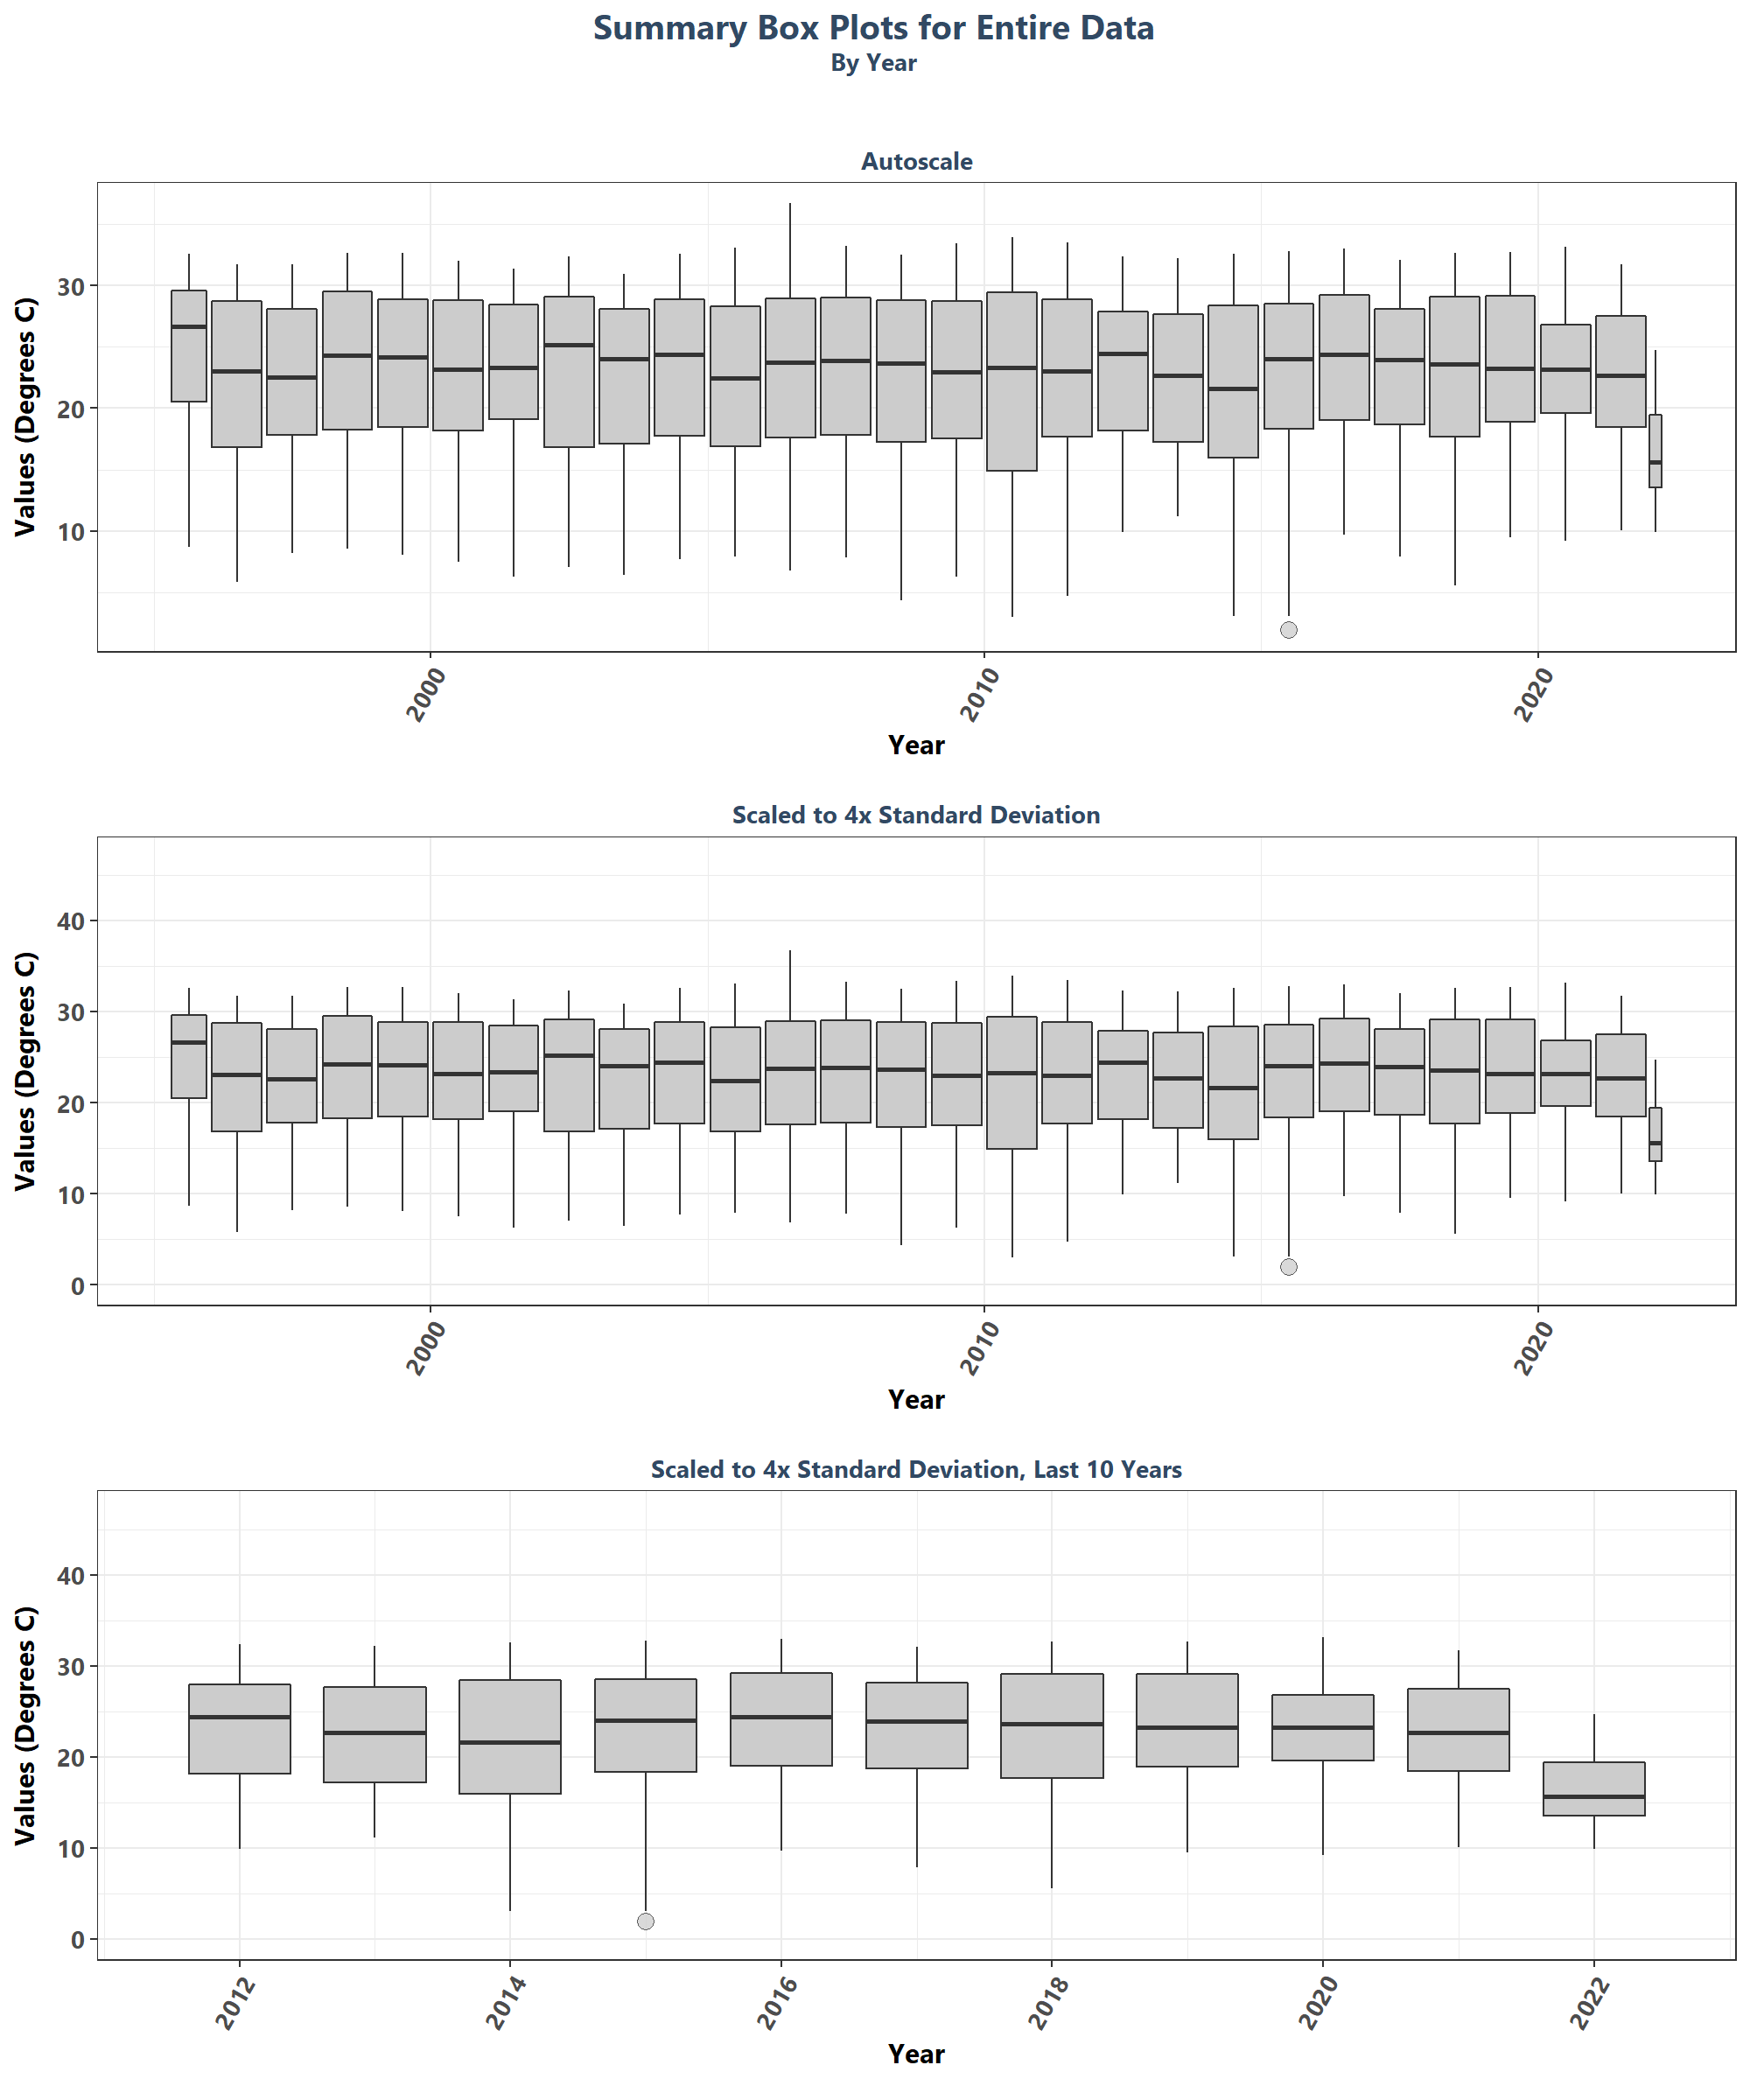 Summary Box Plots for Entire Data
By Year
Autoscale
Values (Degrees C)
30
20
10
2000
2010
2020
Year
Scaled to 4x Standard Deviation
Values (Degrees C)
40
30
20
10
0
2000
2010
2020
Year
Scaled to 4x Standard Deviation, Last 10 Years
Values (Degrees C)
40
30
20
10
0
2012
2014
2016
2018
2020
2022
Year